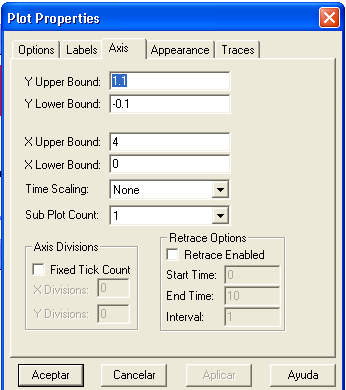 Plot Properties
Options Labels Axis Appearance Traces
Y Upper Bound: 1.1
Y Lower Bound: -0.1
X Upper Bound: 4
X Lower Bound: 0
Time Scaling: None
Sub Plot Count: 1
Axis Divisions
Fixed Tick Count
X Divisions: 0
Y Divisions: 0
Retrace Options
Retrace Enabled
Start Time: 0
End Time: 10
Interval: 1
Aceptar Cancelar Aplicar Ayuda